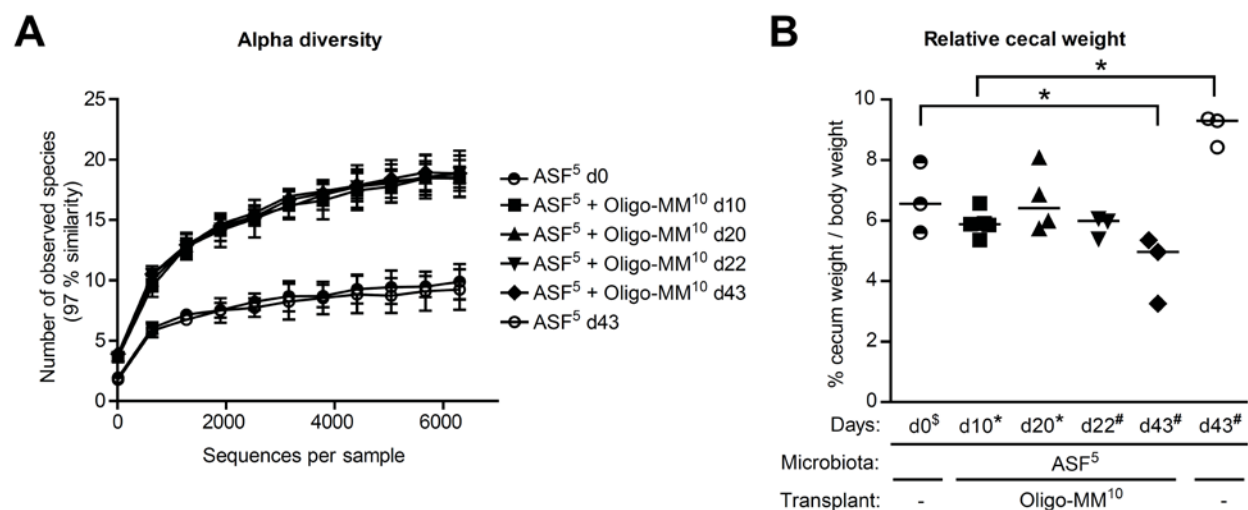 A
Alpha diversity
Number of observed species
(97 % similarity)
25
20
15
10
5
0
0
2000
4000
6000
Sequences per sample
ASF⁵ d0
ASF⁵ + Oligo-MM¹⁰ d10
ASF⁵ + Oligo-MM¹⁰ d20
ASF⁵ + Oligo-MM¹⁰ d22
ASF⁵ + Oligo-MM¹⁰ d43
ASF⁵ d43
B
Relative cecal weight
*
*
% cecum weight / body weight
10
8
6
4
2
0
Days: d0$ d10* d20* d22# d43# d43#
Microbiota: ASF⁵
Transplant: - Oligo-MM¹⁰ -